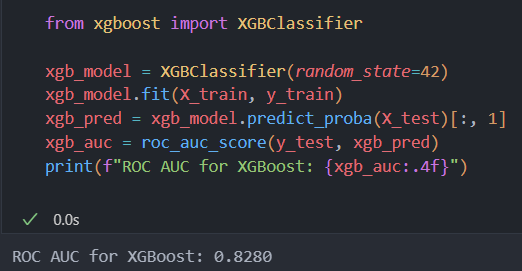 from xgboost import XGBClassifier
xgb_model = XGBClassifier(random_state=42)
xgb_model.fit(X_train, y_train)
xgb_pred = xgb_model.predict_proba(X_test)[:, 1]
xgb_auc = roc_auc_score(y_test, xgb_pred)
print(f"ROC AUC for XGBoost: {xgb_auc:.4f}")
✓ 0.0s
ROC AUC for XGBoost: 0.8280